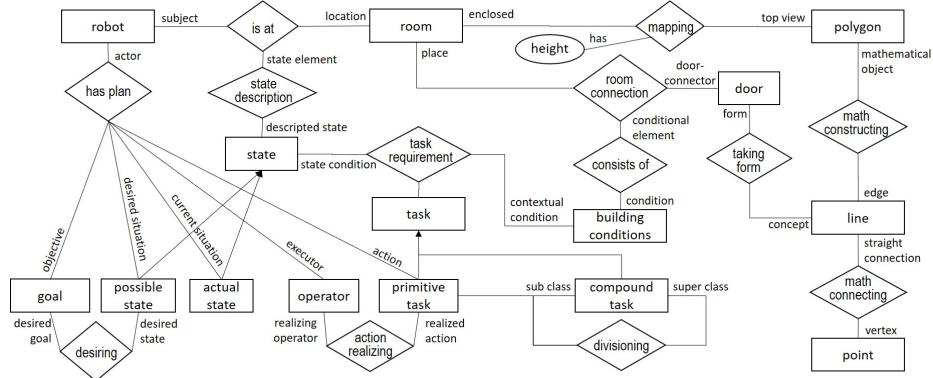 robot
subject
is at
location
room
enclosed
has
height
mapping
top view
polygon
actor
state element
place
mathematical
object
has plan
state
description
room
connection
door-
connector
door
math
constructing
descripted state
conditional
element
form
state
state condition
task
requirement
consists of
taking
form
edge
desired situation
current situation
task
contextual
condition
condition
building
conditions
concept
line
objective
executor
action
straight
connection
goal
possible
state
actual
state
operator
primitive
task
sub class
compound
task
super class
math
connecting
desired
goal
desiring
desired
state
realizing
operator
action
realizing
realized
action
divisioning
vertex
point